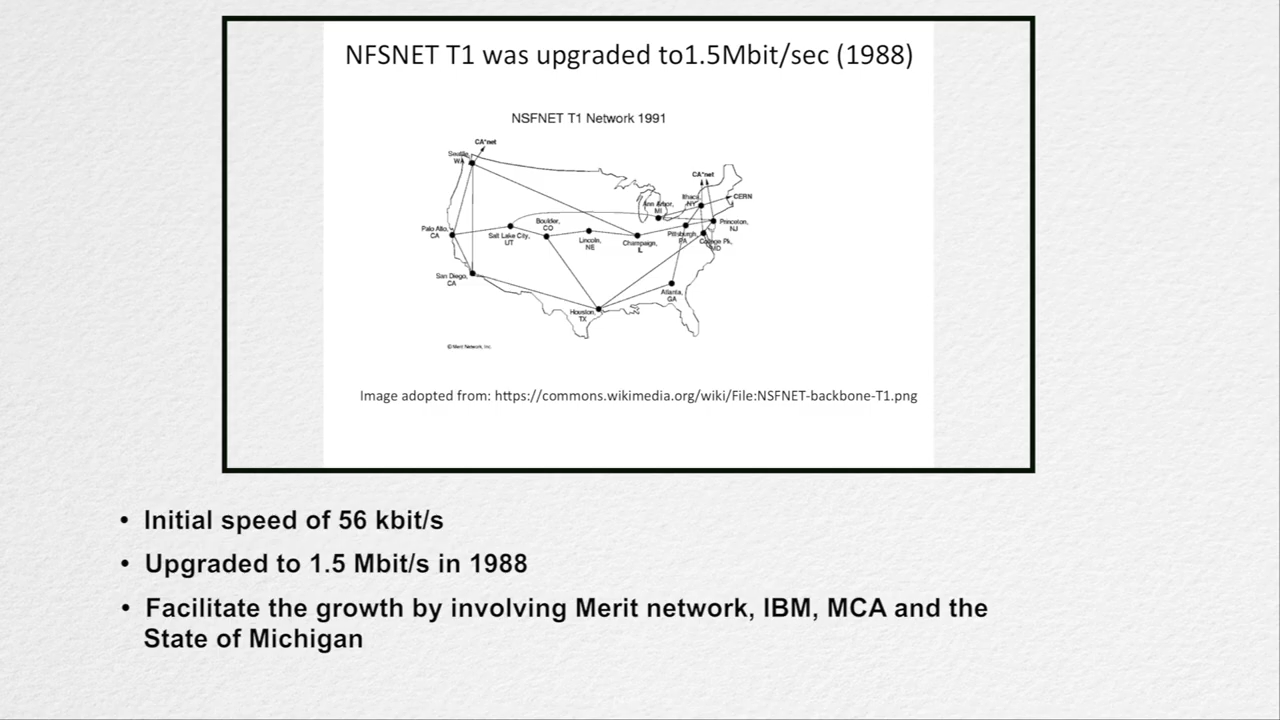 NFSNET T1 was upgraded to1.5Mbit/sec (1988)
NSFNET T1 Network 1991
CA*net
Seattle,
WA
CA*net
Ithaca,
NY
CERN
Ann Arbor,
MI
Boulder,
CO
Palo Alto,
CA
Salt Lake City,
UT
Lincoln,
NE
Champaign,
IL
Pittsburgh,
PA
Princeton,
NJ
College Pk,
MD
San Diego,
CA
Atlanta,
GA
Houston,
TX
©Merit Network, Inc.
Image adopted from: https://commons.wikimedia.org/wiki/File:NSFNET-backbone-T1.png
• Initial speed of 56 kbit/s
• Upgraded to 1.5 Mbit/s in 1988
• Facilitate the growth by involving Merit network, IBM, MCA and the
State of Michigan